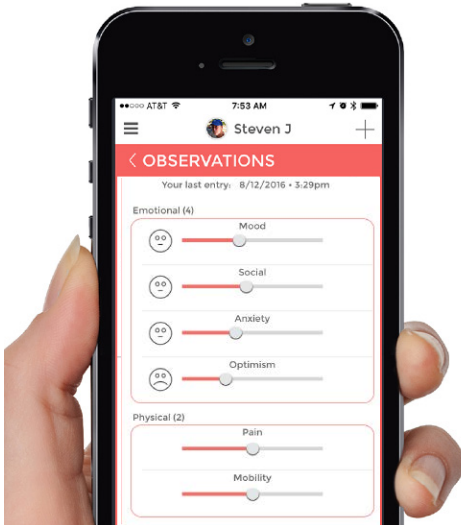 AT&T 7:53 AM
Steven J
OBSERVATIONS
Your last entry: 8/12/2016 • 3:29pm
Emotional (4)
Mood
Social
Anxiety
Optimism
Physical (2)
Pain
Mobility